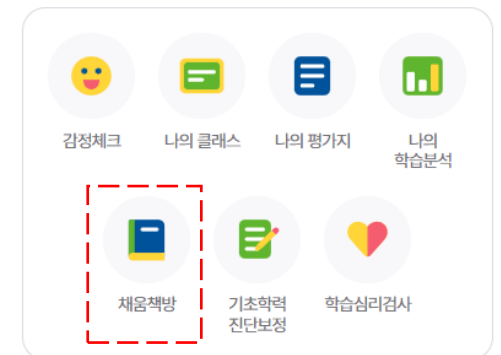 감정체크
나의 클래스
나의 평가지
나의
학습분석
채움책방
기초학력
진단보정
학습심리검사